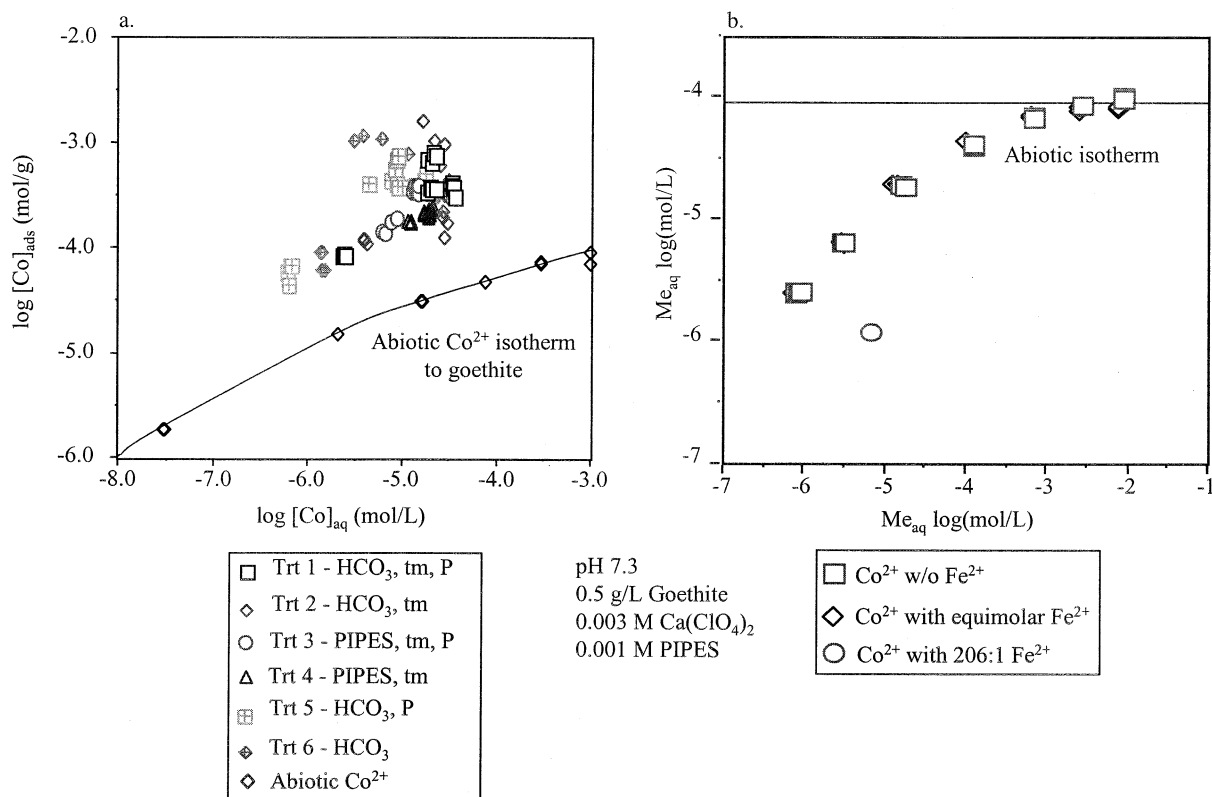 a.
log [Co]ads (mol/g)
-2.0
-3.0
-4.0
-5.0
-6.0
Abiotic Co²⁺ isotherm
to goethite
-8.0 -7.0 -6.0 -5.0 -4.0 -3.0
log [Co]aq (mol/L)
b.
Meaq log(mol/L)
-4
-5
-6
-7
Abiotic isotherm
-7 -6 -5 -4 -3 -2 -1
Meaq log(mol/L)
Trt 1 - HCO₃, tm, P
Trt 2 - HCO₃, tm
Trt 3 - PIPES, tm, P
Trt 4 - PIPES, tm
Trt 5 - HCO₃, P
Trt 6 - HCO₃
Abiotic Co²⁺
pH 7.3
0.5 g/L Goethite
0.003 M Ca(ClO₄)₂
0.001 M PIPES
Co²⁺ w/o Fe²⁺
Co²⁺ with equimolar Fe²⁺
Co²⁺ with 206:1 Fe²⁺